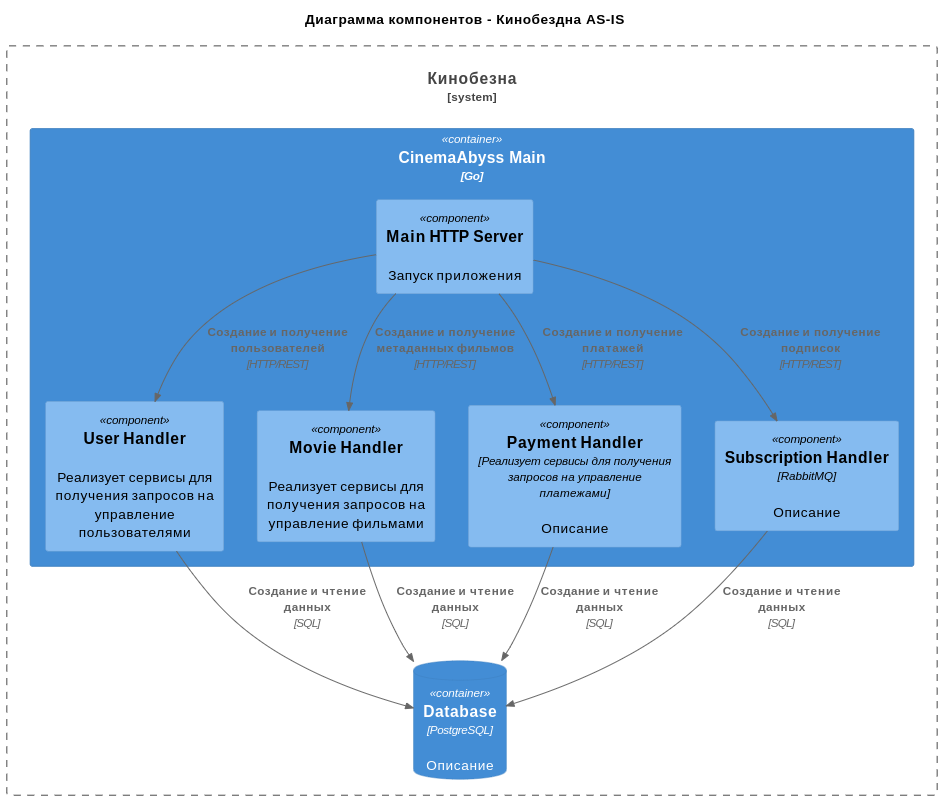 Диаграмма компонентов - Кинобездна AS-IS
Кинобезна
[system]
«container»
CinemaAbyss Main
[Go]
«component»
Main HTTP Server
Запуск приложения
Создание и получение
пользователей
[HTTP/REST]
Создание и получение
метаданных фильмов
[HTTP/REST]
Создание и получение
платажей
[HTTP/REST]
Создание и получение
подписок
[HTTP/REST]
«component»
User Handler
Реализует сервисы для
получения запросов на
управление
пользователями
«component»
Movie Handler
Реализует сервисы для
получения запросов на
управление фильмами
«component»
Payment Handler
[Реализует сервисы для получения
запросов на управление
платежами]
Описание
«component»
Subscription Handler
[RabbitMQ]
Описание
Создание и чтение
данных
[SQL]
Создание и чтение
данных
[SQL]
Создание и чтение
данных
[SQL]
Создание и чтение
данных
[SQL]
«container»
Database
[PostgreSQL]
Описание